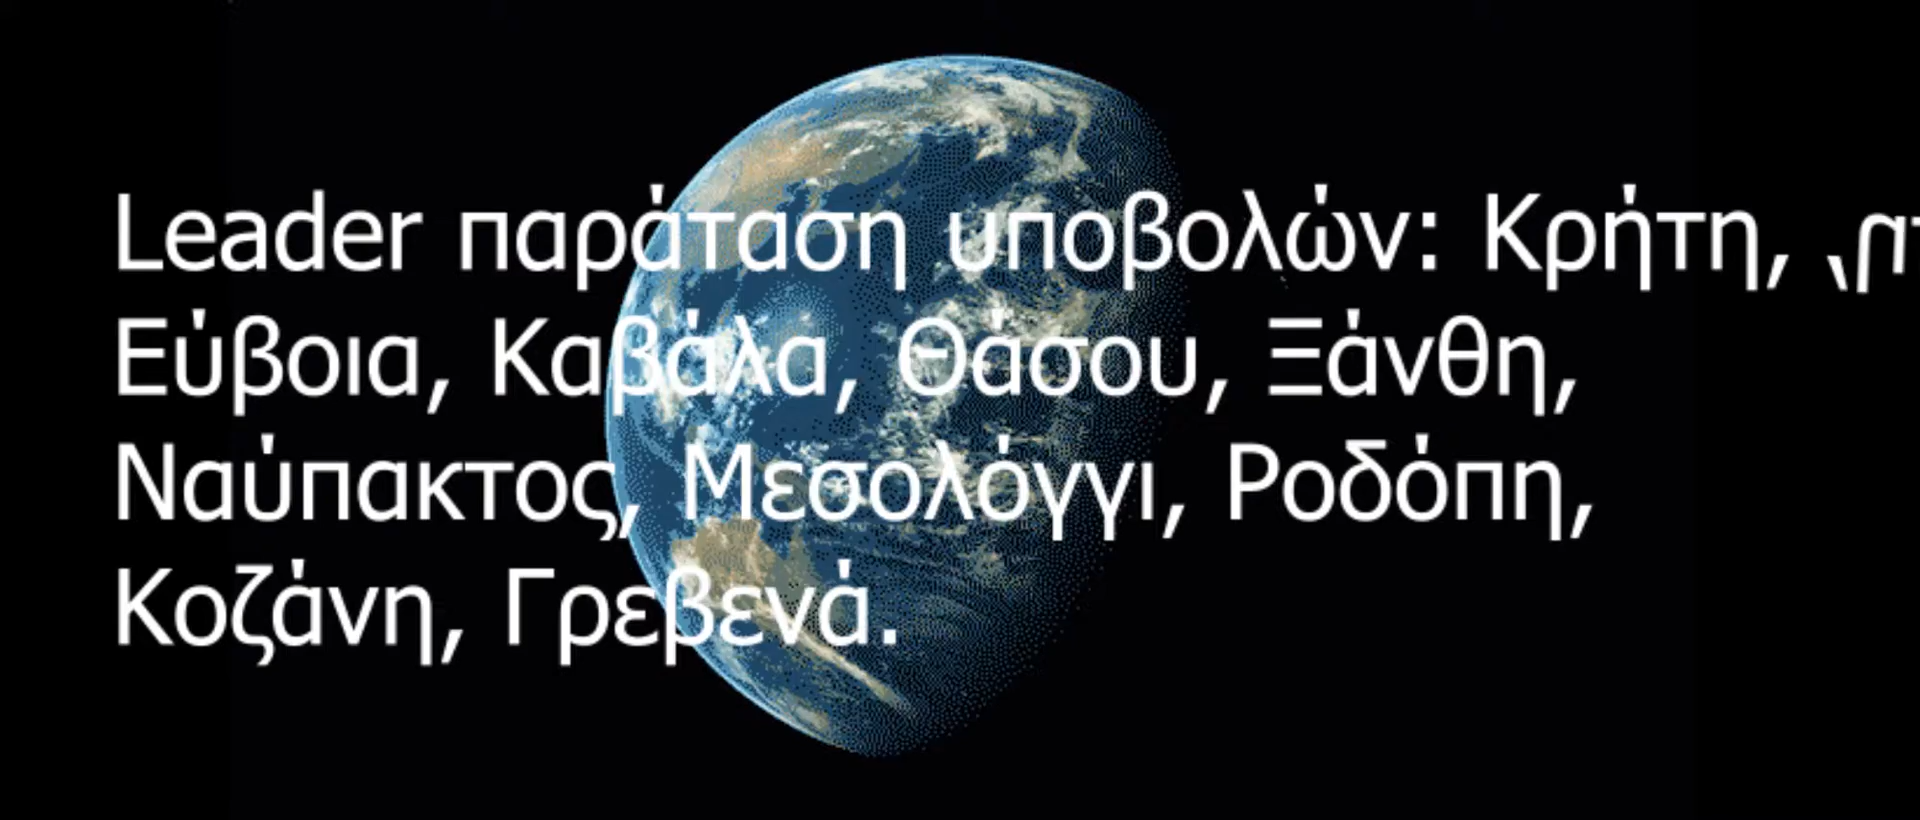 Leader παράταση υποβολών: Κρήτη,
Εύβοια, Καβάλα, Θάσου, Ξάνθη,
Ναύπακτος, Μεσολόγγι, Ροδόπη,
Κοζάνη, Γρεβενά.